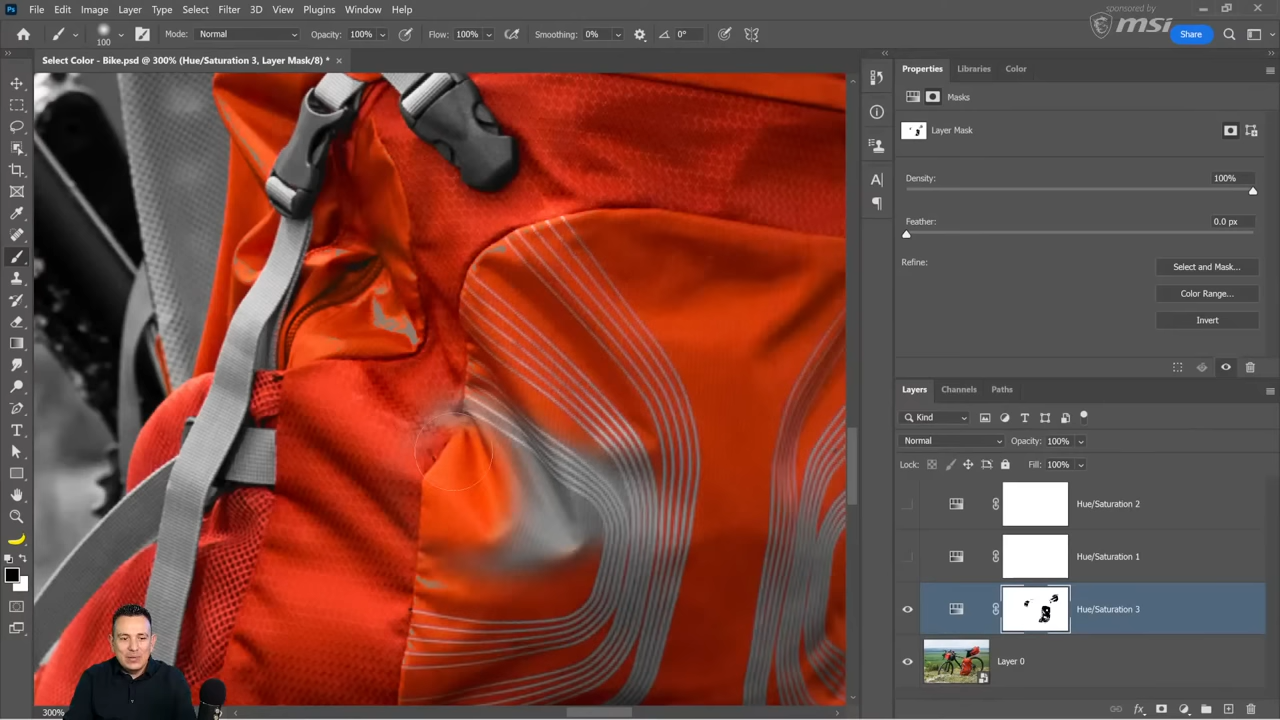 Ps File Edit Image Layer Type Select Filter 3D View Plugins Window Help
sponsored by
msi
100 Mode: Normal Opacity: 100% Flow: 100% Smoothing: 0% 0° Share
Select Color - Bike.psd @ 300% (Hue/Saturation 3, Layer Mask/8) * ×
Properties Libraries Color
Masks
Layer Mask
Density: 100%
Feather: 0.0 px
Refine: Select and Mask...
Color Range...
Invert
Layers Channels Paths
Kind
Normal Opacity: 100%
Lock: Fill: 100%
Hue/Saturation 2
Hue/Saturation 1
Hue/Saturation 3
Layer 0
300%